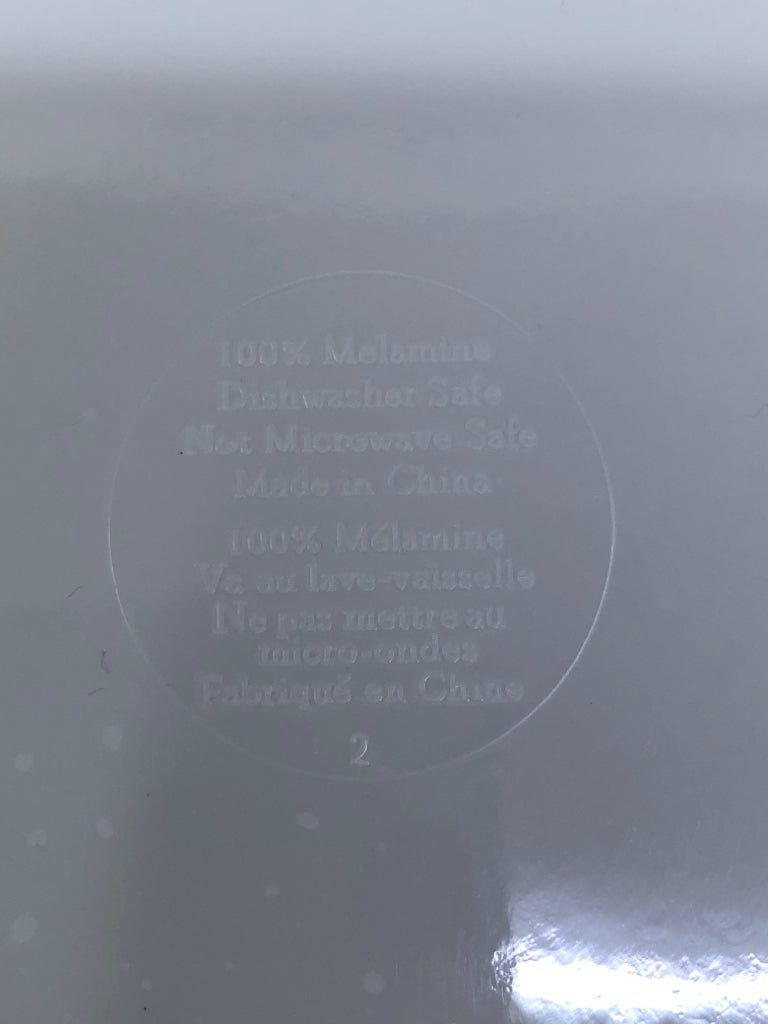 100% Melamine
Dishwasher Safe
Not Microwave Safe
Made in China
100% Mélamine
Va au lave-vaisselle
Ne pas mettre au
micro-ondes
Fabriqué en Chine
2